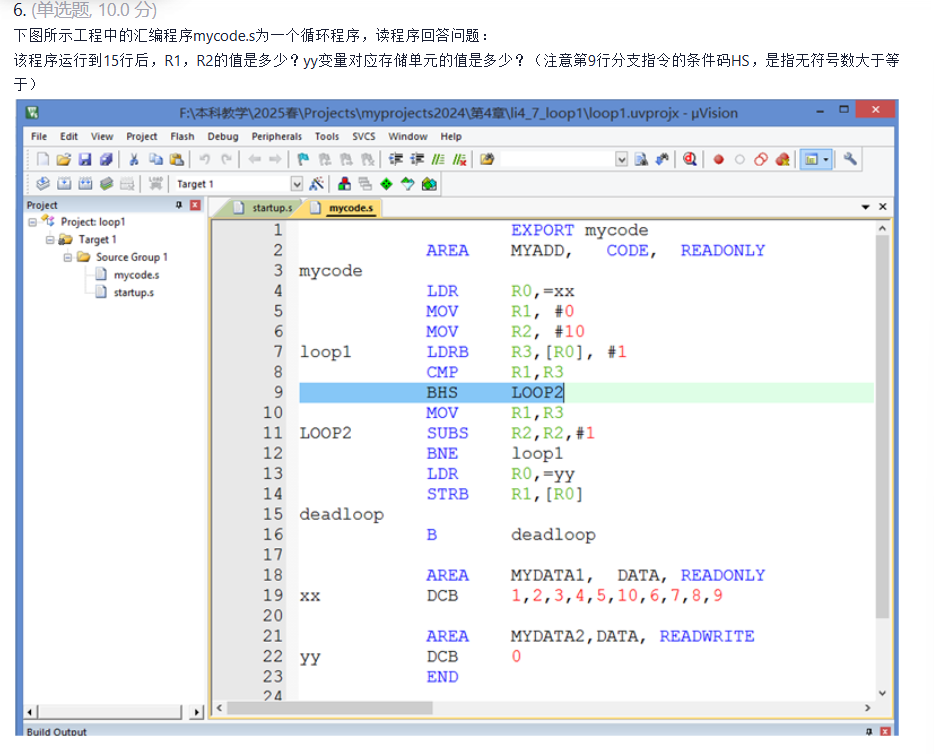 6. (单选题, 10.0 分)
下图所示工程中的汇编程序mycode.s为一个循环程序，读程序回答问题：
该程序运行到15行后，R1，R2的值是多少？yy变量对应存储单元的值是多少？（注意第9行分支指令的条件码HS，是指无符号数大于等
于）
F:\本科教学\2025春\Projects\myprojects2024\第4章\li4_7_loop1\loop1.uvprojx - µVision
File Edit View Project Flash Debug Peripherals Tools SVCS Window Help
Target 1
Project
startup.s mycode.s
Project: loop1
Target 1
Source Group 1
mycode.s
startup.s
1 EXPORT mycode
2 AREA MYADD, CODE, READONLY
3 mycode
4 LDR R0,=xx
5 MOV R1, #0
6 MOV R2, #10
7 loop1 LDRB R3,[R0], #1
8 CMP R1,R3
9 BHS LOOP2
10 MOV R1,R3
11 LOOP2 SUBS R2,R2,#1
12 BNE loop1
13 LDR R0,=yy
14 STRB R1,[R0]
15 deadloop
16 B deadloop
17
18 AREA MYDATA1, DATA, READONLY
19 xx DCB 1,2,3,4,5,10,6,7,8,9
20
21 AREA MYDATA2,DATA, READWRITE
22 yy DCB 0
23 END
24
Build Output